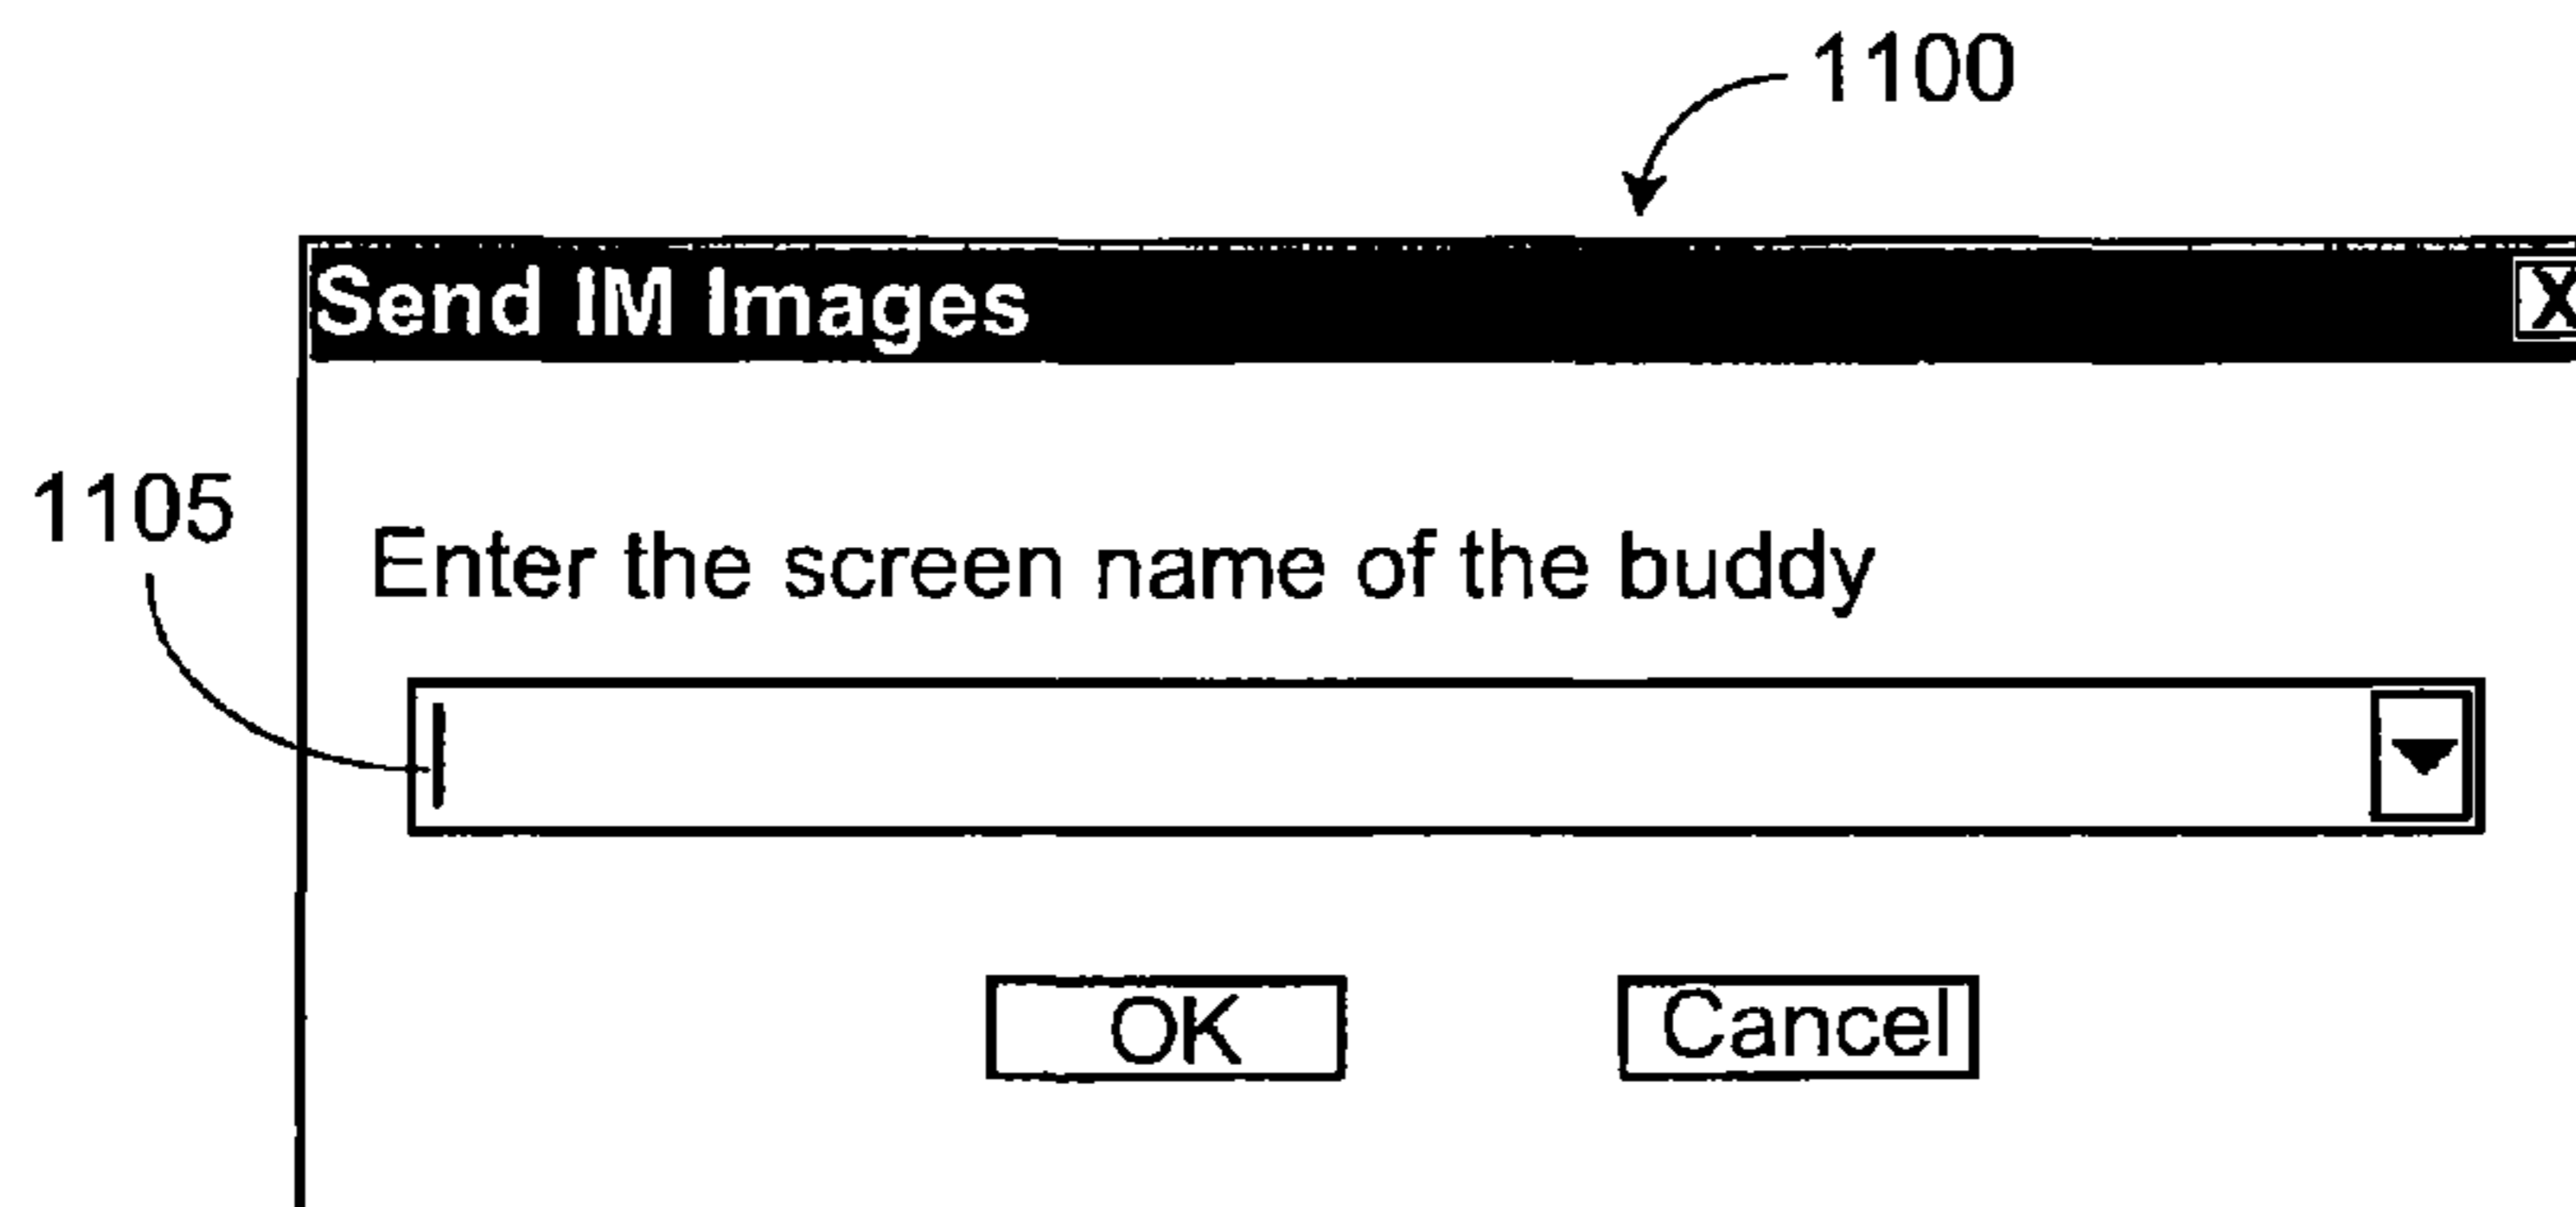 1100
Send IM Images X
1105
Enter the screen name of the buddy
OK Cancel